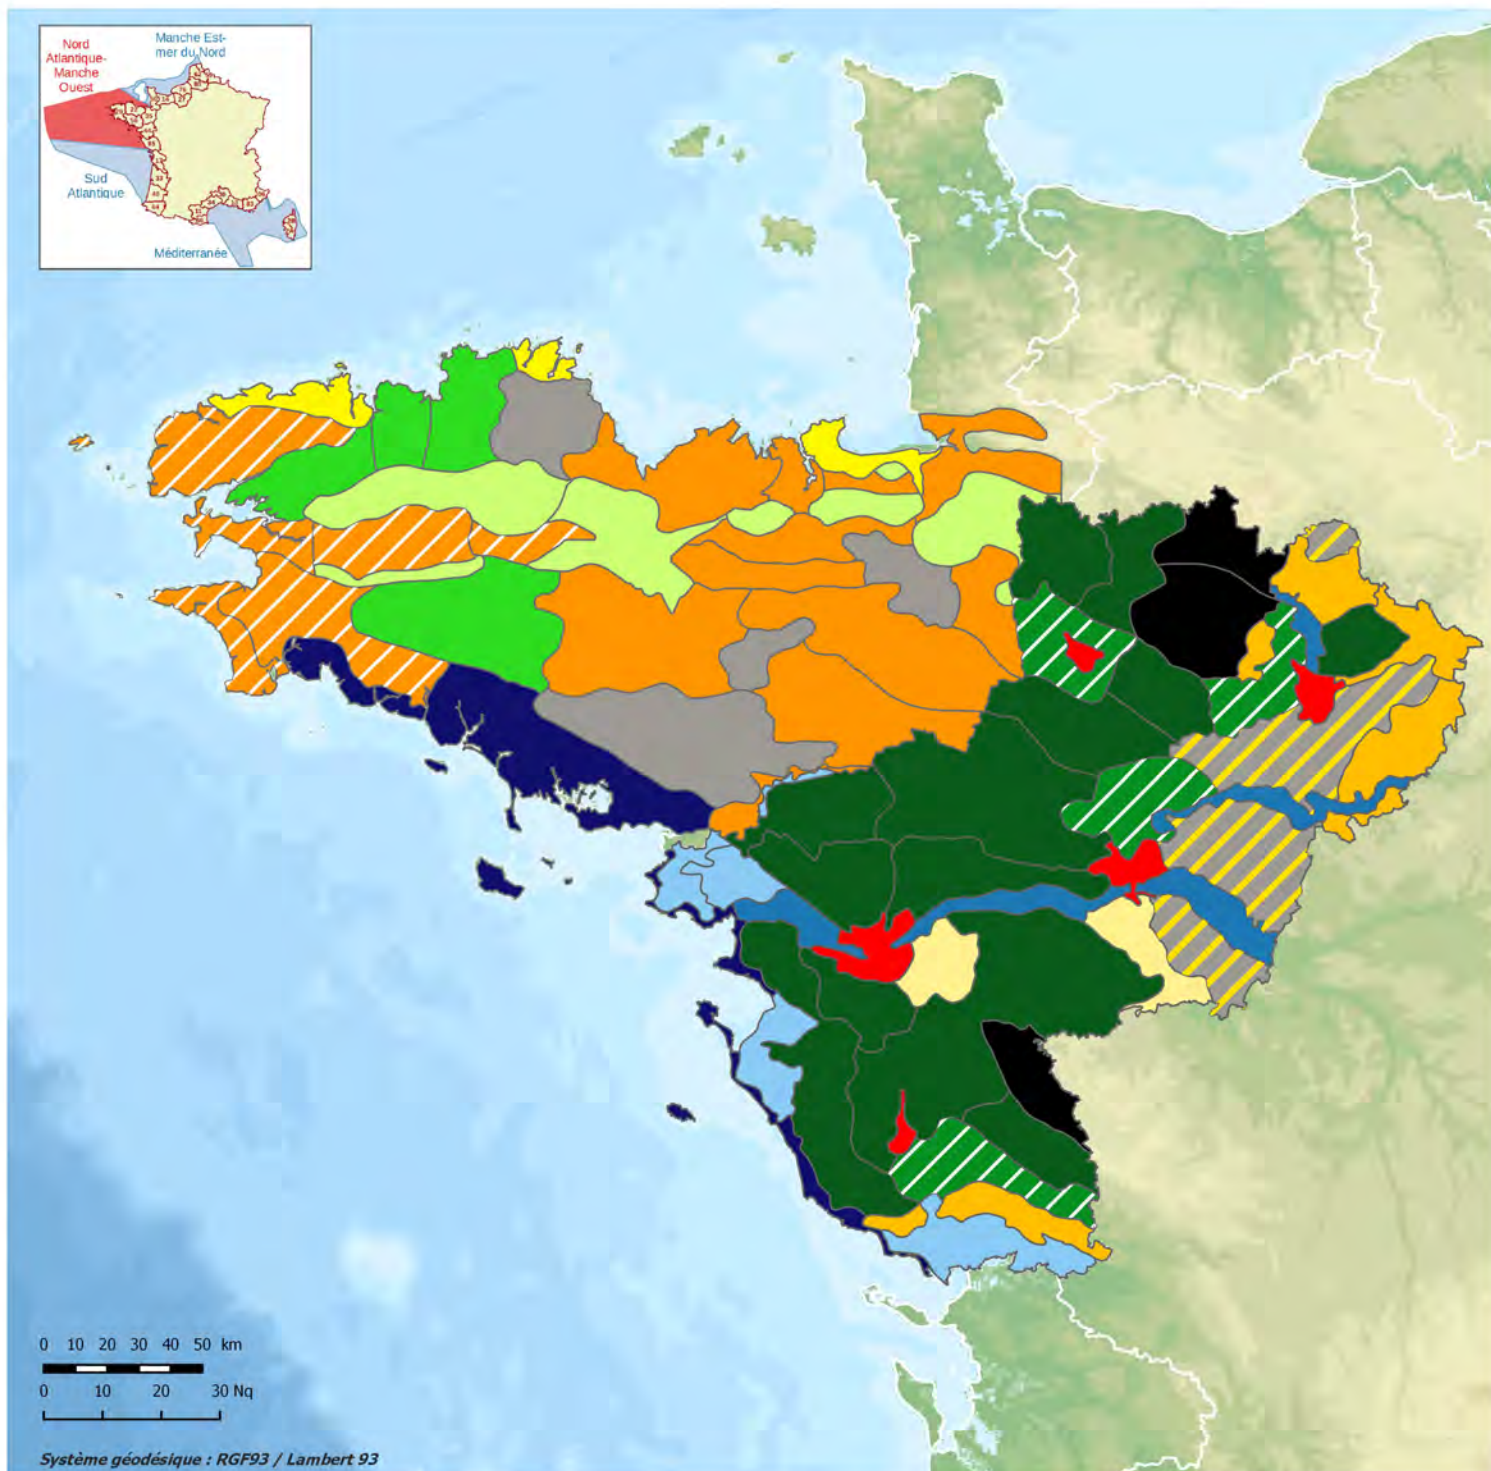 Manche Est-
mer du Nord
Nord
Atlantique-
Manche
Ouest
Sud
Atlantique
Méditerranée
0 10 20 30 40 50 km
0 10 20 30 Nq
Système géodésique : RGF93 / Lambert 93